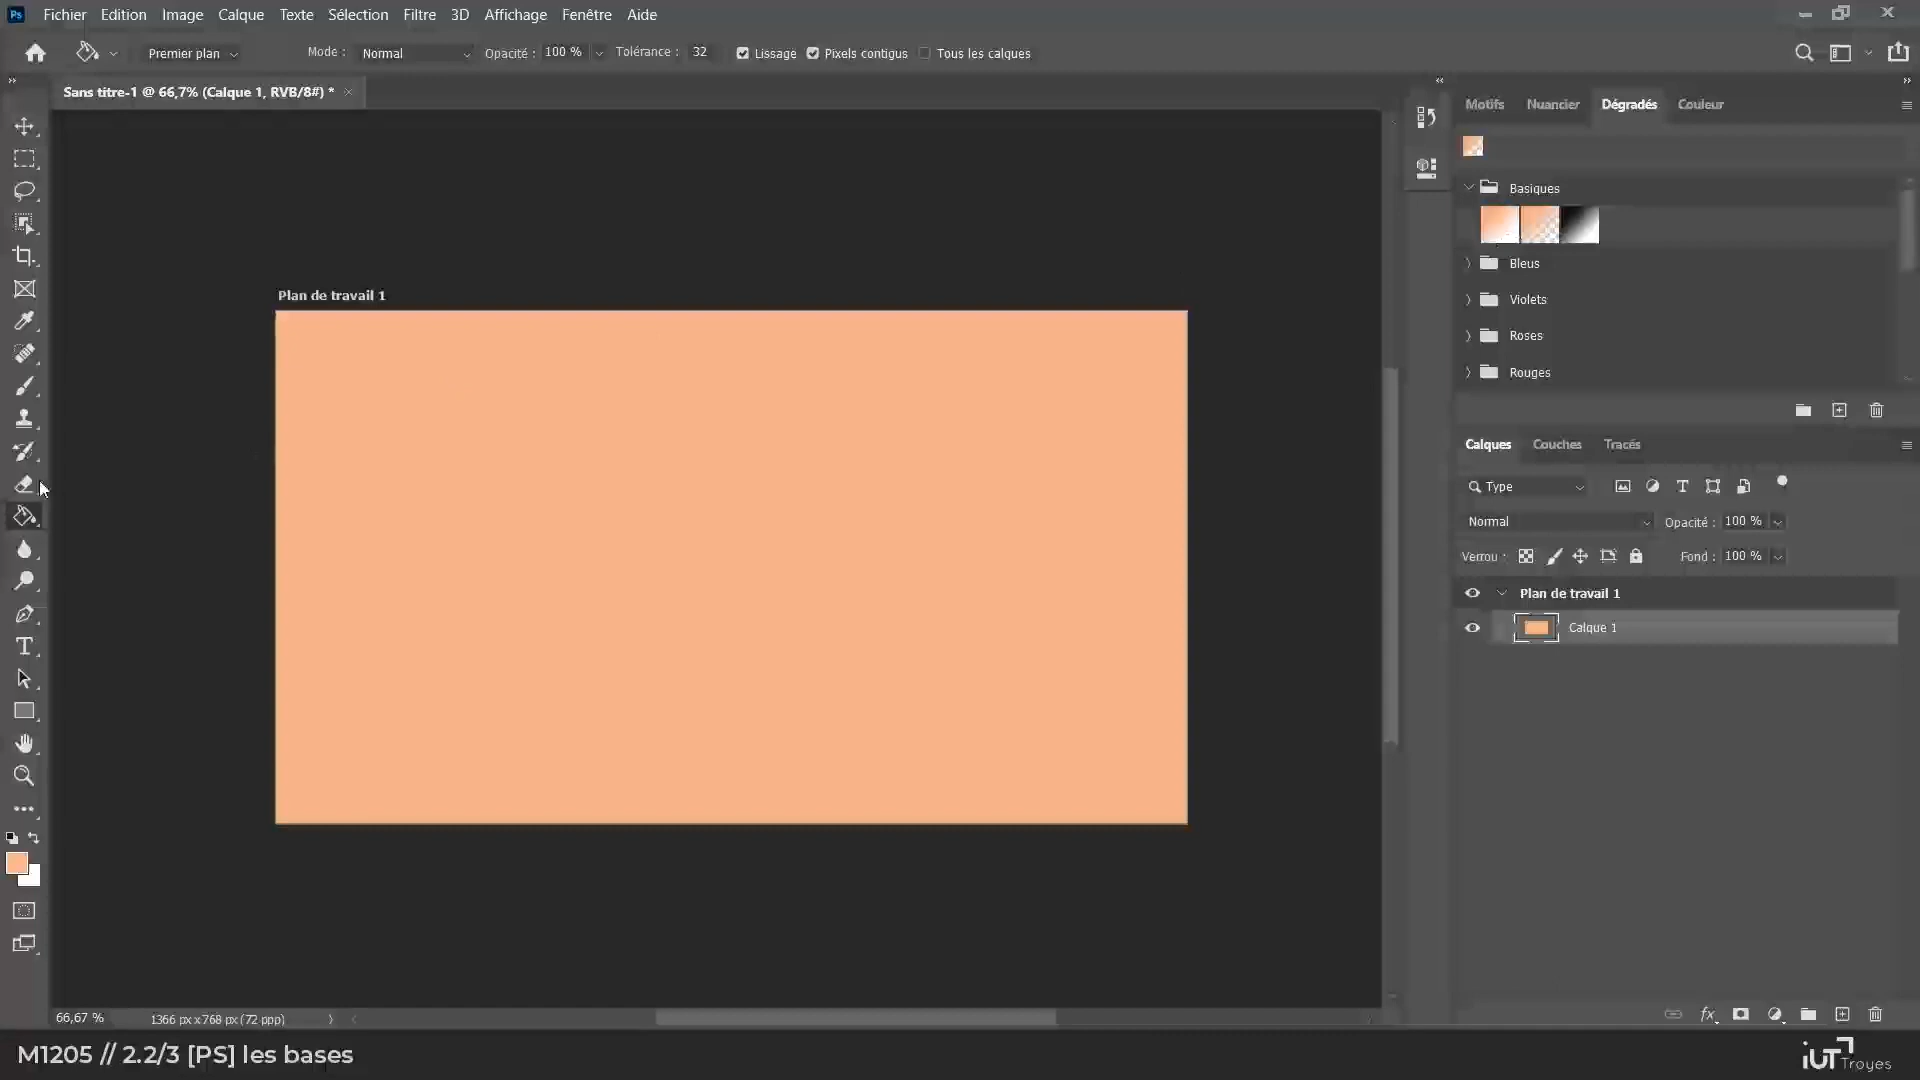 Ps Fichier Edition Image Calque Texte Sélection Filtre 3D Affichage Fenêtre Aide
Premier plan Mode : Normal Opacité : 100 % Tolérance : 32 Lissage Pixels contigus Tous les calques
Sans titre-1 @ 66,7% (Calque 1, RVB/8#) *
Motifs Nuancier Dégradés Couleur
Basiques
Bleus
Violets
Roses
Rouges
Plan de travail 1
Calques Couches Tracés
Type
Normal Opacité : 100 %
Verrou : Fond : 100 %
Plan de travail 1
Calque 1
66,67 % 1366 px x 768 px (72 ppp)
M1205 // 2.2/3 [PS] les bases
iUT Troyes